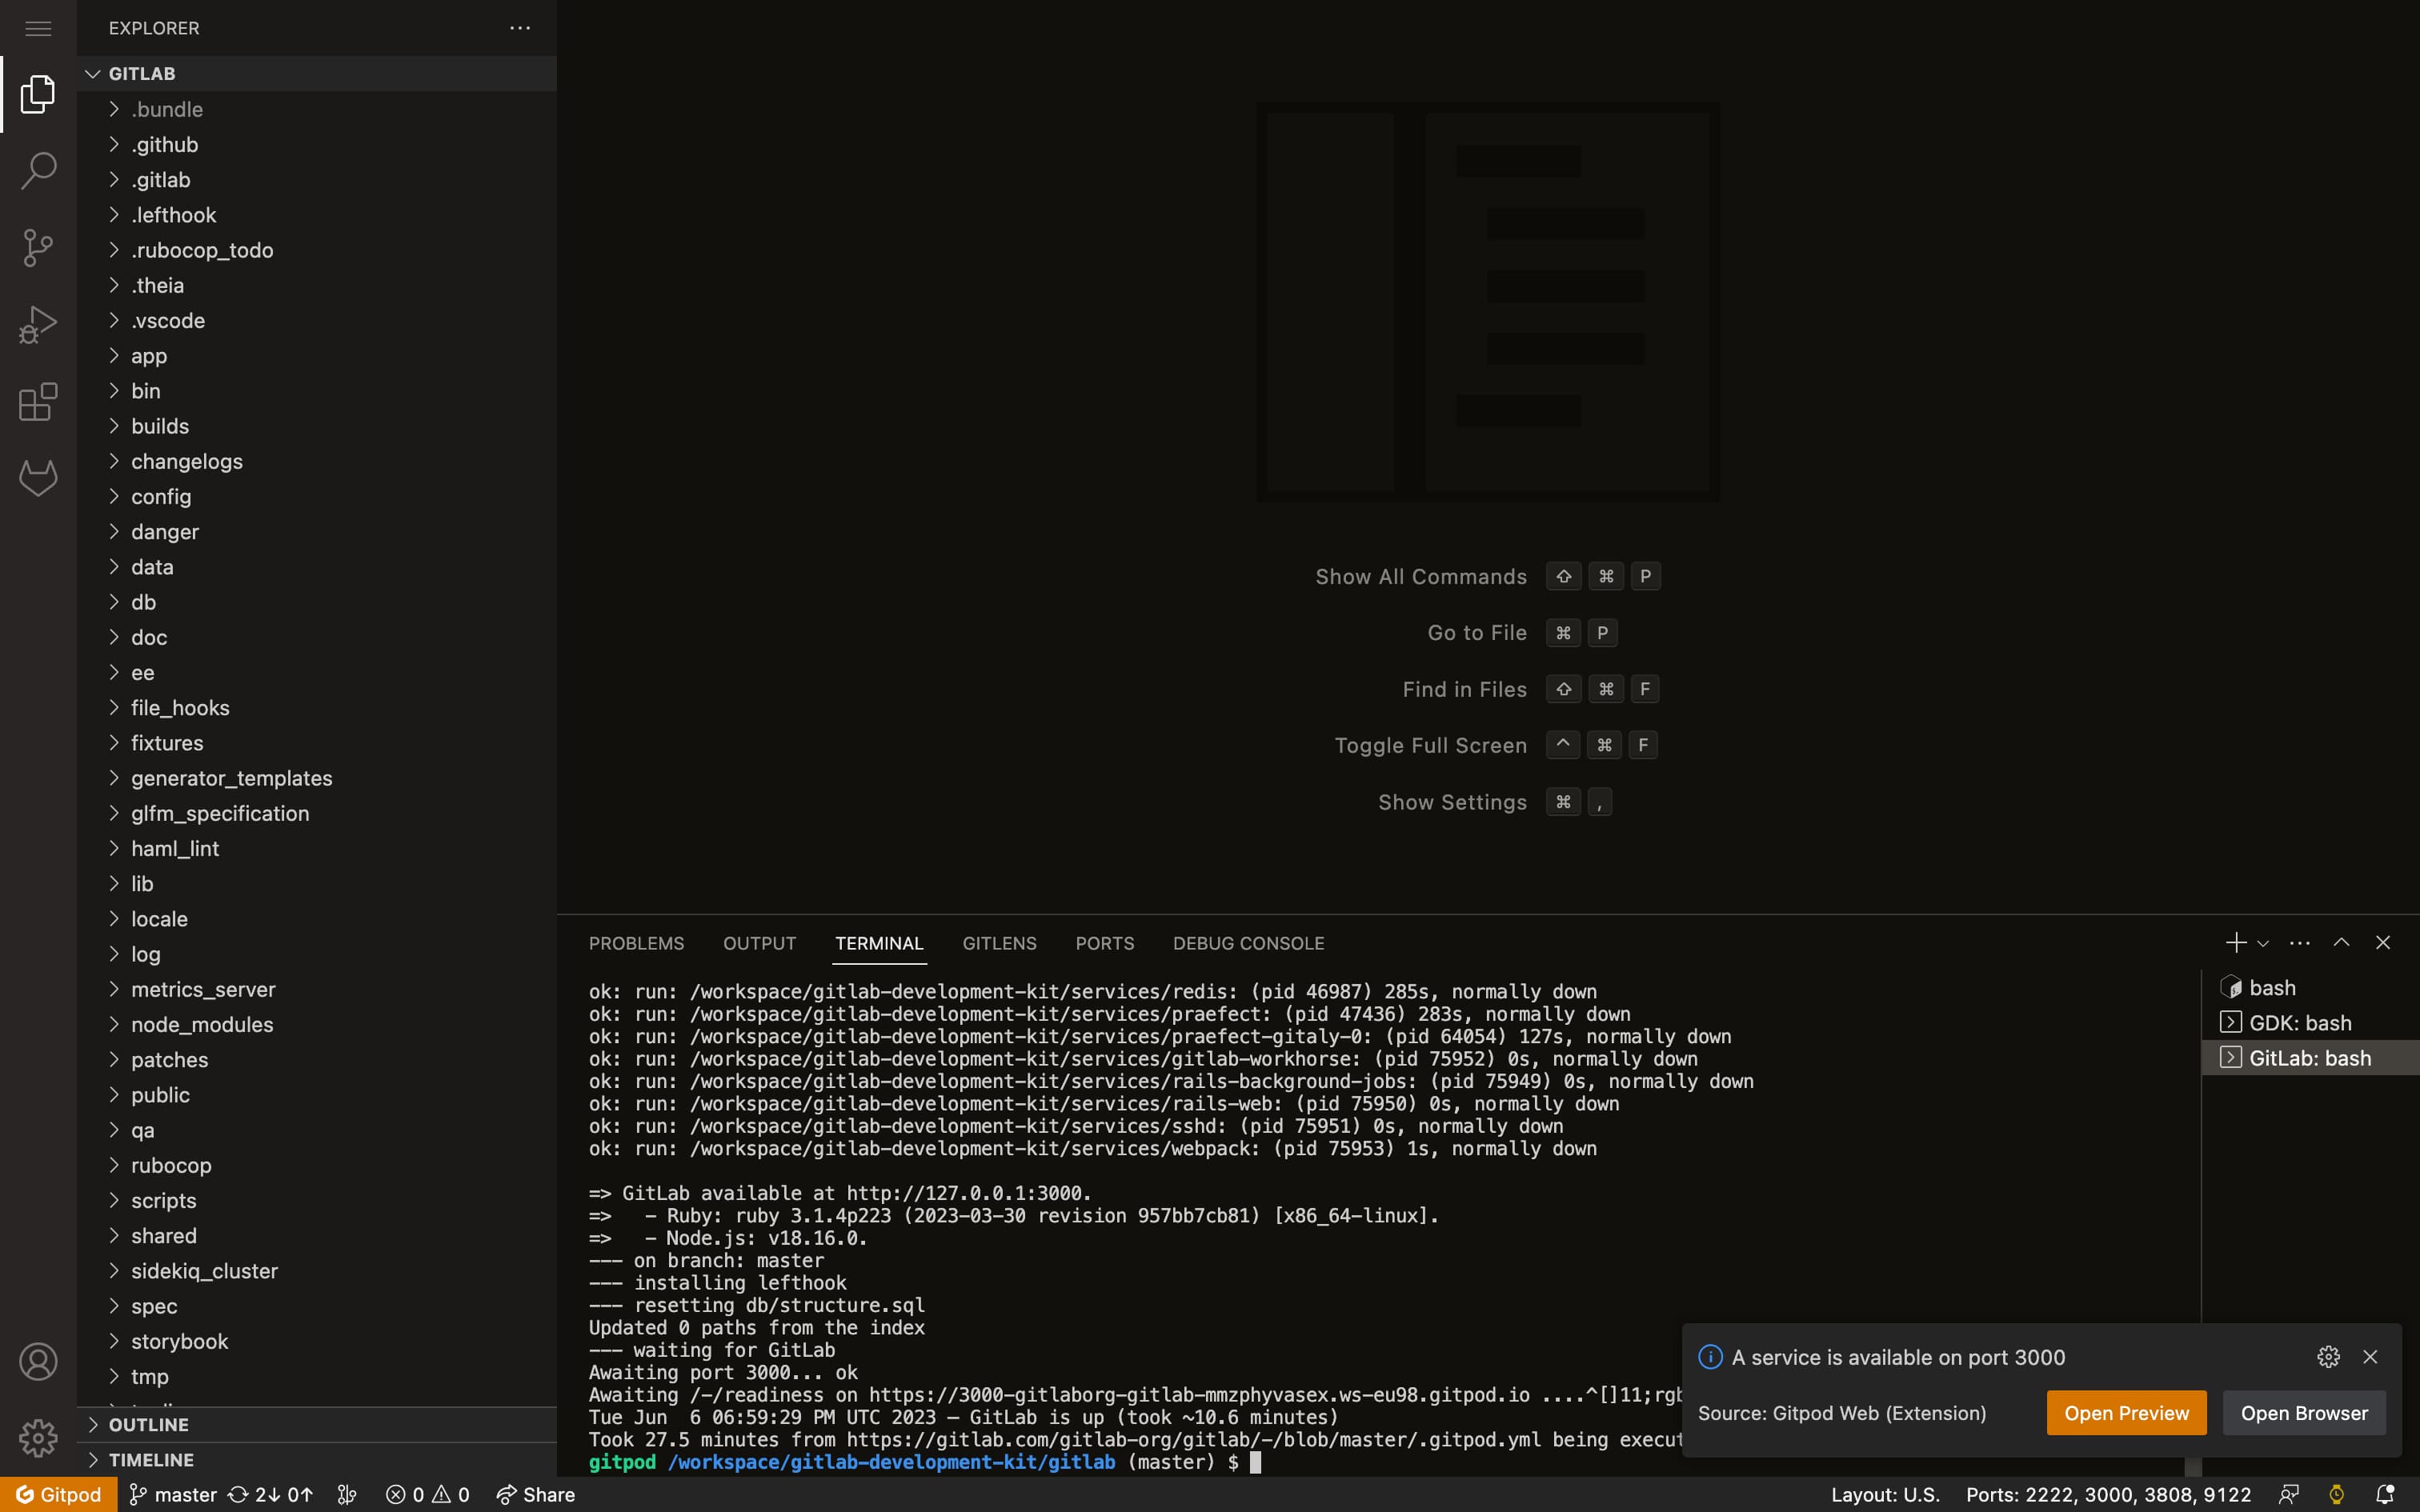 EXPLORER
GITLAB
.bundle
.github
.gitlab
.lefthook
.rubocop_todo
.theia
.vscode
app
bin
builds
changelogs
config
danger
data
db
doc
ee
file_hooks
fixtures
generator_templates
glfm_specification
haml_lint
lib
locale
log
metrics_server
node_modules
patches
public
qa
rubocop
scripts
shared
sidekiq_cluster
spec
storybook
tmp
OUTLINE
TIMELINE
Show All Commands ⇧ ⌘ P
Go to File ⌘ P
Find in Files ⇧ ⌘ F
Toggle Full Screen ^ ⌘ F
Show Settings ⌘ ,
PROBLEMS OUTPUT TERMINAL GITLENS PORTS DEBUG CONSOLE
ok: run: /workspace/gitlab-development-kit/services/redis: (pid 46987) 285s, normally down
ok: run: /workspace/gitlab-development-kit/services/praefect: (pid 47436) 283s, normally down
ok: run: /workspace/gitlab-development-kit/services/praefect-gitaly-0: (pid 64054) 127s, normally down
ok: run: /workspace/gitlab-development-kit/services/gitlab-workhorse: (pid 75952) 0s, normally down
ok: run: /workspace/gitlab-development-kit/services/rails-background-jobs: (pid 75949) 0s, normally down
ok: run: /workspace/gitlab-development-kit/services/rails-web: (pid 75950) 0s, normally down
ok: run: /workspace/gitlab-development-kit/services/sshd: (pid 75951) 0s, normally down
ok: run: /workspace/gitlab-development-kit/services/webpack: (pid 75953) 1s, normally down
=> GitLab available at http://127.0.0.1:3000.
=>   - Ruby: ruby 3.1.4p223 (2023-03-30 revision 957bb7cb81) [x86_64-linux].
=>   - Node.js: v18.16.0.
--- on branch: master
--- installing lefthook
--- resetting db/structure.sql
Updated 0 paths from the index
--- waiting for GitLab
Awaiting port 3000... ok
Awaiting /-/readiness on https://3000-gitlaborg-gitlab-mmzphyvasex.ws-eu98.gitpod.io ....^[]11;rgb
Tue Jun  6 06:59:29 PM UTC 2023 – GitLab is up (took ~10.6 minutes)
Took 27.5 minutes from https://gitlab.com/gitlab-org/gitlab/-/blob/master/.gitpod.yml being execut
gitpod /workspace/gitlab-development-kit/gitlab (master) $
bash
GDK: bash
GitLab: bash
A service is available on port 3000
Source: Gitpod Web (Extension)
Open Preview
Open Browser
Gitpod master 2↓ 0↑ 0 0 Share
Layout: U.S. Ports: 2222, 3000, 3808, 9122